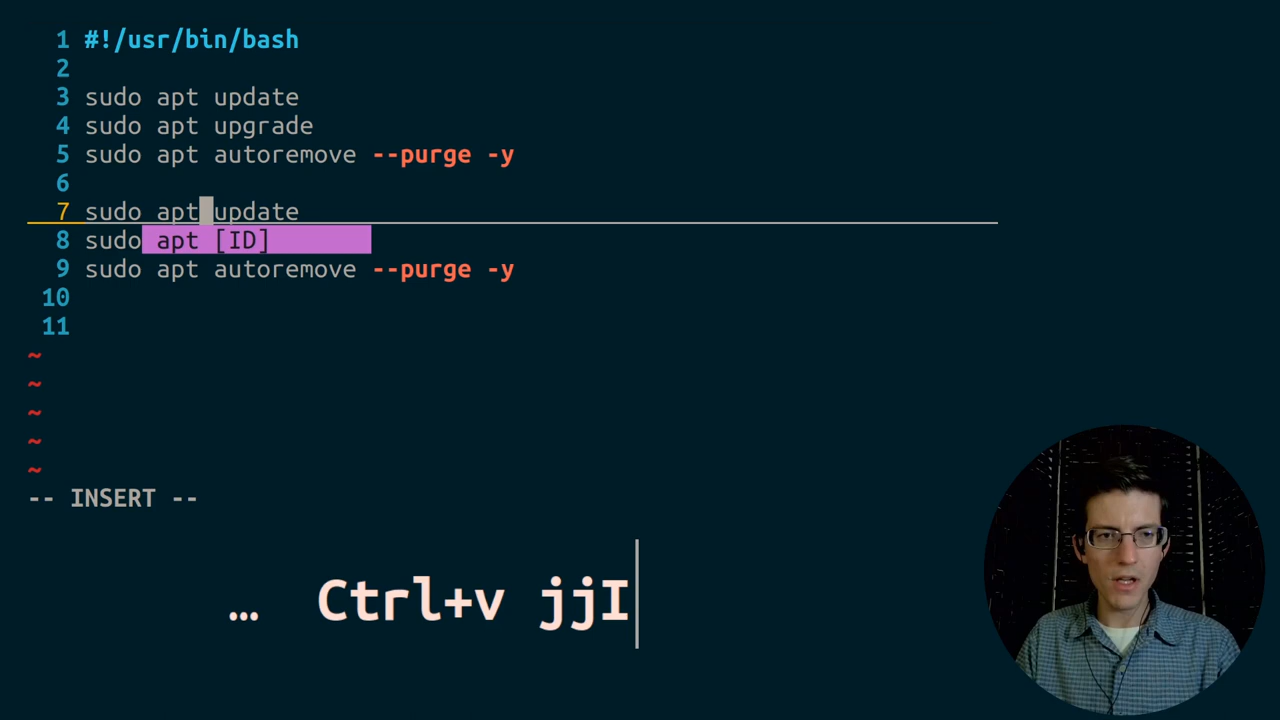 1 #!/usr/bin/bash
2
3 sudo apt update
4 sudo apt upgrade
5 sudo apt autoremove --purge -y
6
7 sudo apt update
8 sudo apt [ID]
9 sudo apt autoremove --purge -y
10
11
~
~
~
~
~
-- INSERT --
… Ctrl+v jjI